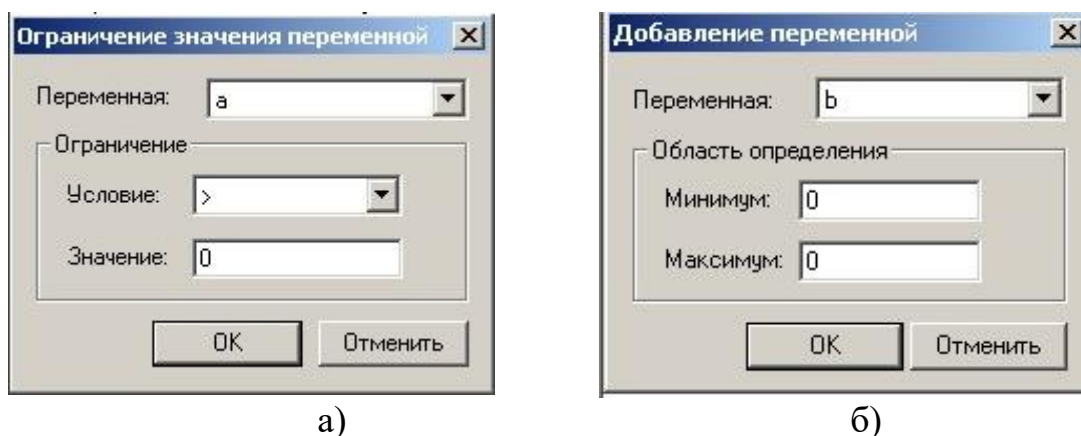 Ограничение значения переменной
Переменная: a
Ограничение
Условие: >
Значение: 0
OK Отменить
а)
Добавление переменной
Переменная: b
Область определения
Минимум: 0
Максимум: 0
OK Отменить
б)